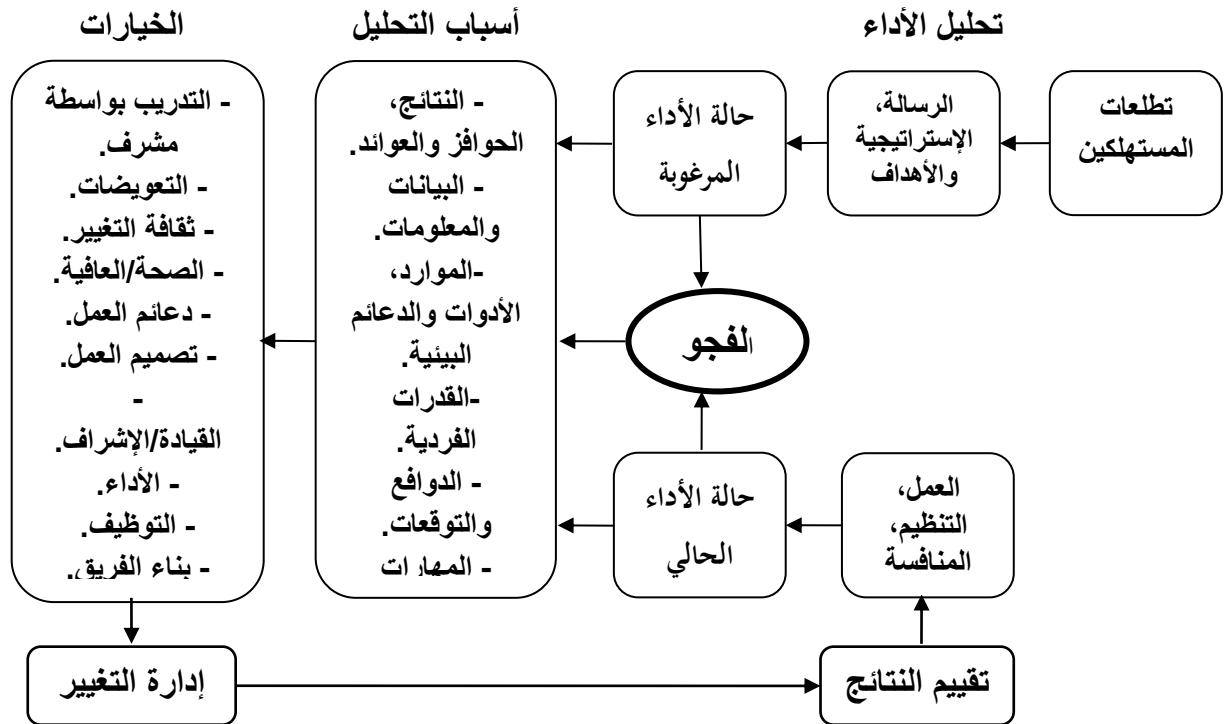 تحليل الأداء
أسباب التحليل
الخيارات
تطلعات
المستهلكين
الرسالة،
الإستراتيجية
والأهداف
حالة الأداء
المرغوبة
الفجو
العمل،
التنظيم،
المنافسة
حالة الأداء
الحالي
- النتائج،
الحوافز والعوائد.
- البيانات
والمعلومات.
-الموارد،
الأدوات والدعائم
البيئية.
-القدرات
الفردية.
- الدوافع
والتوقعات.
- المهارات
- التدريب بواسطة
مشرف.
- التعويضات.
- ثقافة التغيير.
- الصحة/العافية.
- دعائم العمل.
- تصميم العمل.
-
القيادة/الإشراف.
- الأداء.
- التوظيف.
- بناء الفريق.
إدارة التغيير
تقييم النتائج